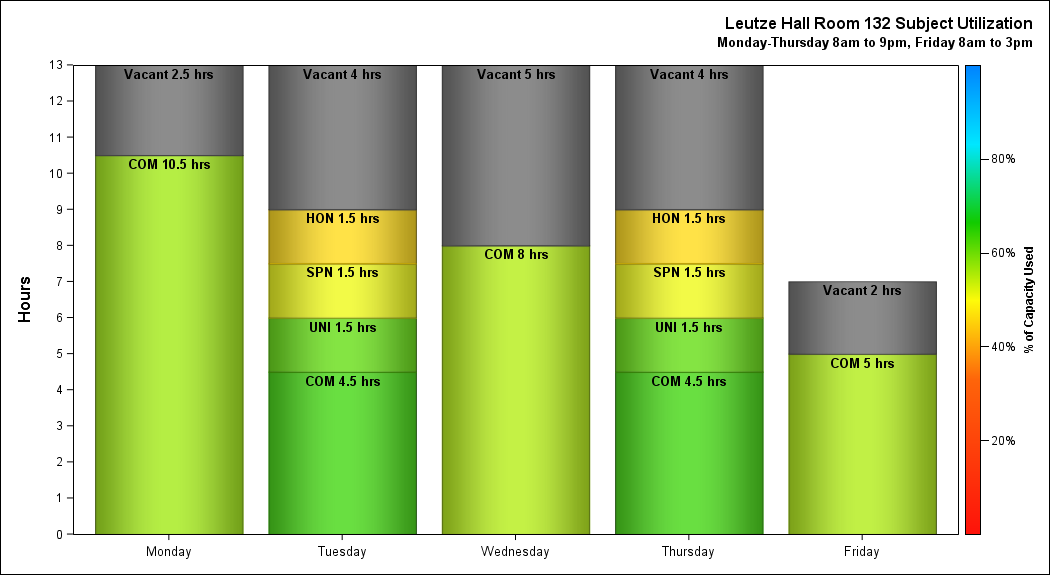 Leutze Hall Room 132 Subject Utilization
Monday-Thursday 8am to 9pm, Friday 8am to 3pm
Hours
13
12
11
10
9
8
7
6
5
4
3
2
1
0
Vacant 2.5 hrs
COM 10.5 hrs
Vacant 4 hrs
HON 1.5 hrs
SPN 1.5 hrs
UNI 1.5 hrs
COM 4.5 hrs
Vacant 5 hrs
COM 8 hrs
Vacant 4 hrs
HON 1.5 hrs
SPN 1.5 hrs
UNI 1.5 hrs
COM 4.5 hrs
Vacant 2 hrs
COM 5 hrs
Monday
Tuesday
Wednesday
Thursday
Friday
80%
60%
40%
20%
% of Capacity Used